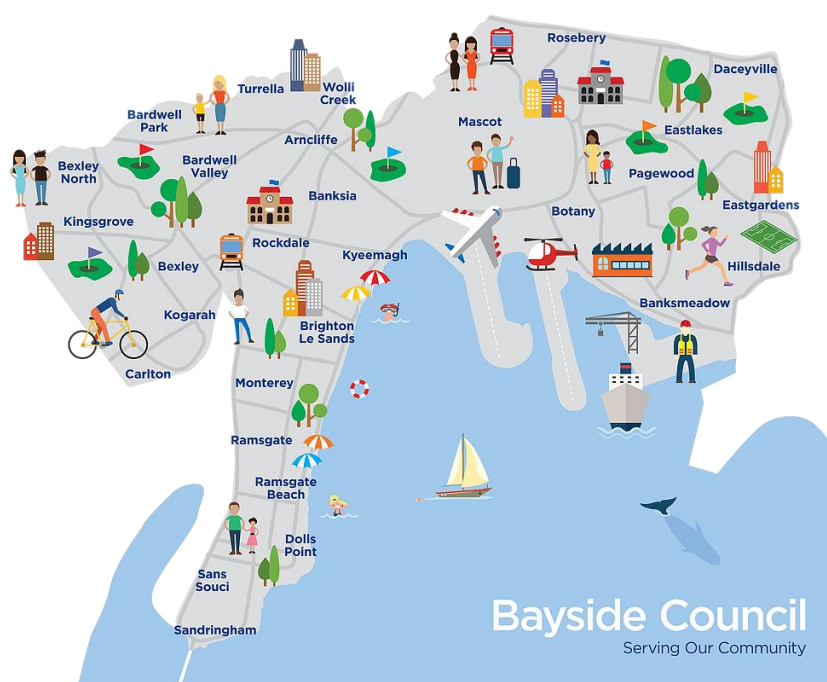 Rosebery
Daceyville
Turrella
Wolli
Creek
Bardwell
Park
Mascot
Eastlakes
Arncliffe
Bexley
North
Bardwell
Valley
Pagewood
Banksia
Eastgardens
Kingsgrove
Botany
Rockdale
Kyeemagh
Bexley
Hillsdale
Banksmeadow
Kogarah
Brighton
Le Sands
Carlton
Monterey
Ramsgate
Ramsgate
Beach
Dolls
Point
Sans
Souci
Sandringham
Bayside Council
Serving Our Community